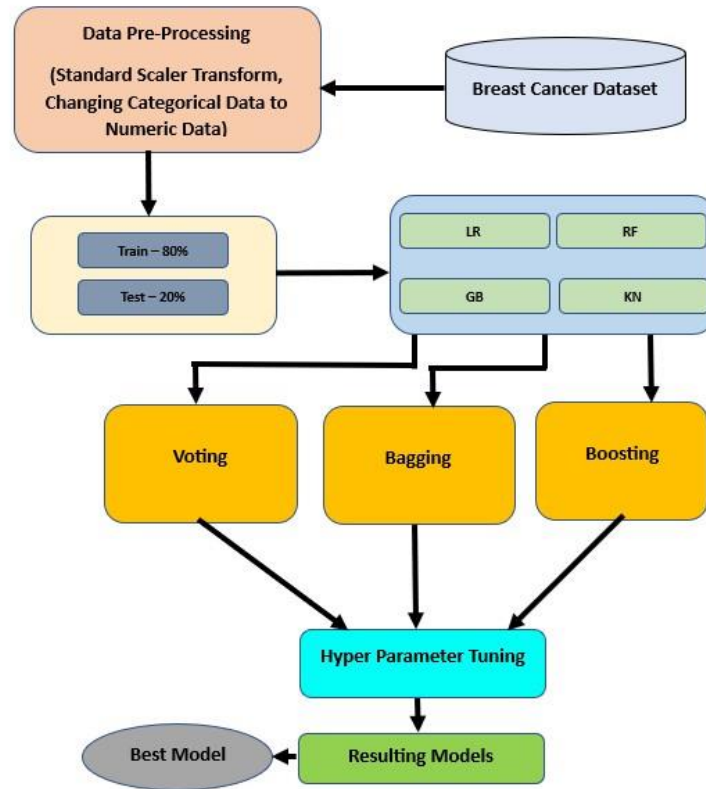 Data Pre-Processing
(Standard Scaler Transform,
Changing Categorical Data to
Numeric Data)
Breast Cancer Dataset
Train – 80%
Test – 20%
LR
RF
GB
KN
Voting
Bagging
Boosting
Hyper Parameter Tuning
Best Model
Resulting Models